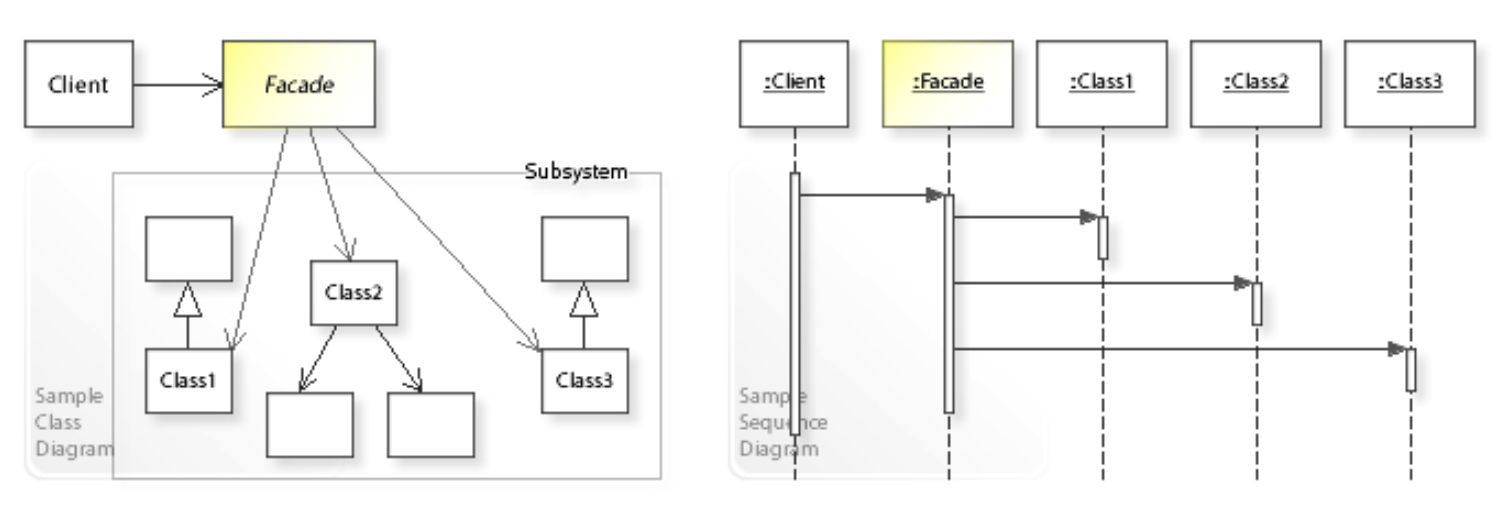 Client
Facade
Subsystem
Class2
Class1
Class3
Sample
Class
Diagram
:Client
:Facade
:Class1
:Class2
:Class3
Sample
Sequence
Diagram